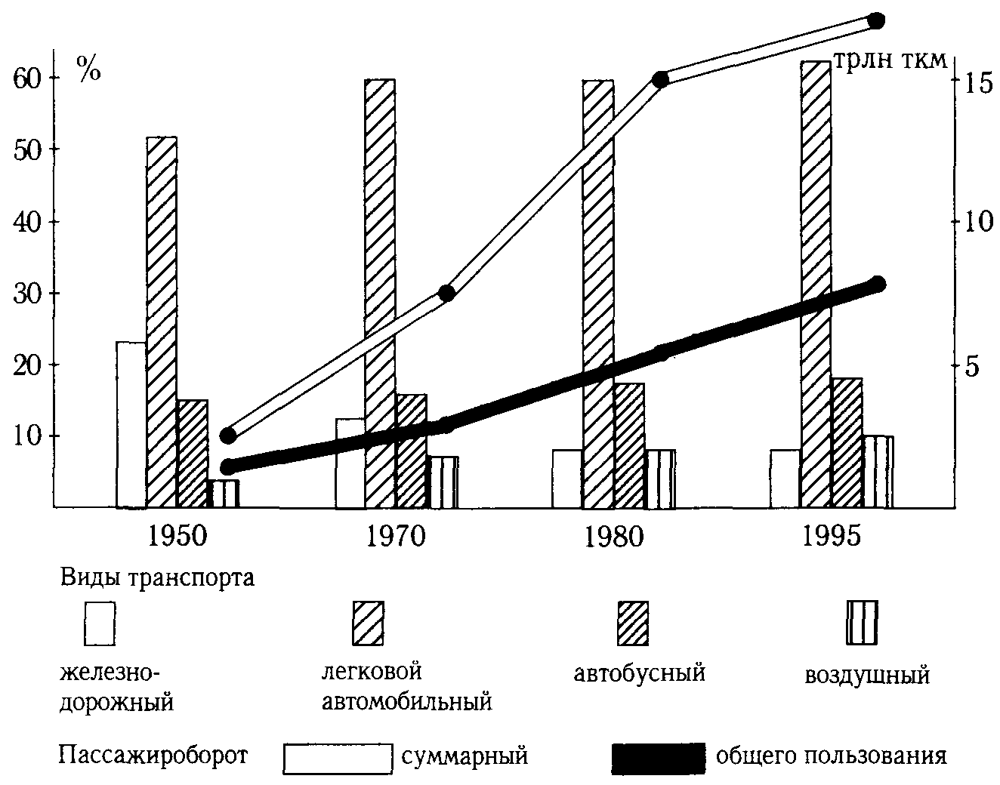 %
трлн ткм
60
50
40
30
20
10
15
10
5
1950 1970 1980 1995
Виды транспорта
железно-
дорожный
легковой
автомобильный
автобусный
воздушный
Пассажироборот
суммарный
общего пользования